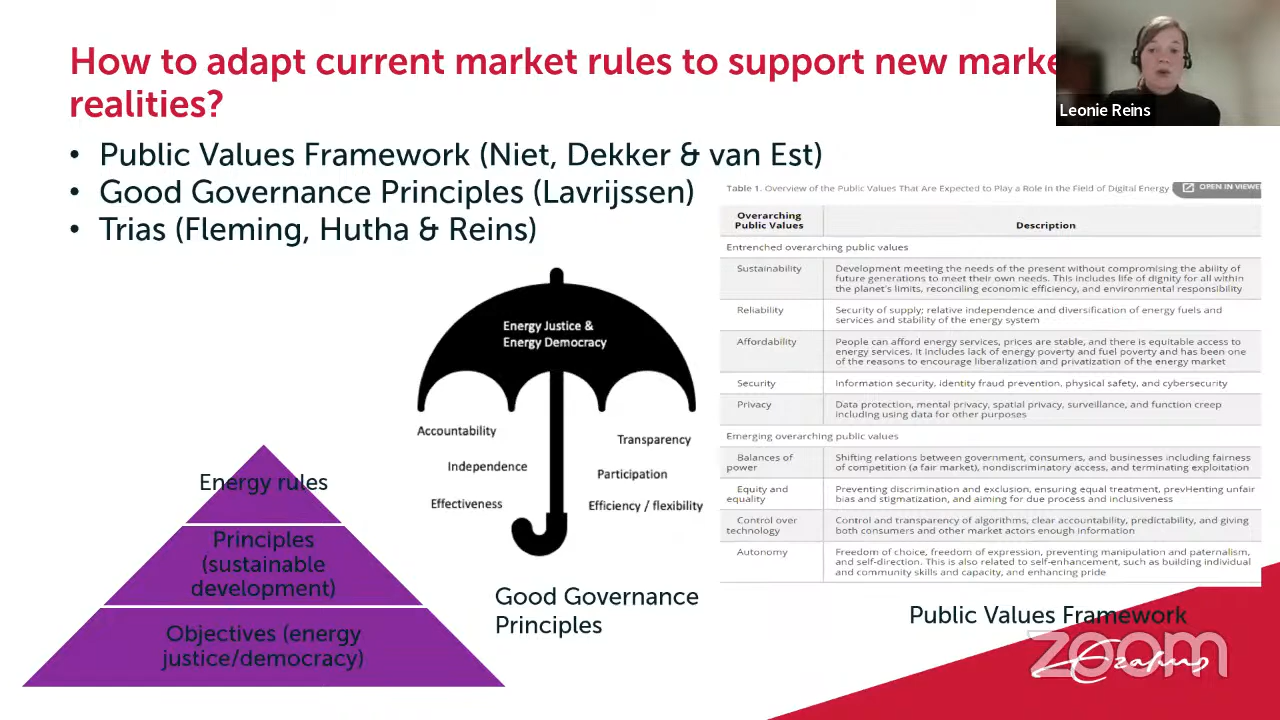 How to adapt current market rules to support new marke
realities?
Leonie Reins
• Public Values Framework (Niet, Dekker & van Est)
• Good Governance Principles (Lavrijssen)
• Trias (Fleming, Hutha & Reins)
Energy rules
Principles
(sustainable
development)
Objectives (energy
justice/democracy)
Energy Justice &
Energy Democracy
Accountability
Transparency
Independence
Participation
Effectiveness
Efficiency / flexibility
Good Governance
Principles
Table 1. Overview of the Public Values That Are Expected to Play a Role in the Field of Digital Energy
OPEN IN VIEWER
Overarching
Public Values
Description
Entrenched overarching public values
Sustainability
Development meeting the needs of the present without compromising the ability of
future generations to meet their own needs. This includes life of dignity for all within
the planet's limits, reconciling economic efficiency, and environmental responsibility
Reliability
Security of supply; relative independence and diversification of energy fuels and
services and stability of the energy system
Affordability
People can afford energy services, prices are stable, and there is equitable access to
energy services. It includes lack of energy poverty and fuel poverty and has been one
of the reasons to encourage liberalization and privatization of the energy market
Security
Information security, identity fraud prevention, physical safety, and cybersecurity
Privacy
Data protection, mental privacy, spatial privacy, surveillance, and function creep
including using data for other purposes
Emerging overarching public values
Balances of
power
Shifting relations between government, consumers, and businesses including fairness
of competition (a fair market), nondiscriminatory access, and terminating exploitation
Equity and
equality
Preventing discrimination and exclusion, ensuring equal treatment, prevHenting unfair
bias and stigmatization, and aiming for due process and inclusiveness
Control over
technology
Control and transparency of algorithms, clear accountability, predictability, and giving
both consumers and other market actors enough information
Autonomy
Freedom of choice, freedom of expression, preventing manipulation and paternalism,
and self-direction. This is also related to self-enhancement, such as building individual
and community skills and capacity, and enhancing pride
Public Values Framework
zoom
Erasmus